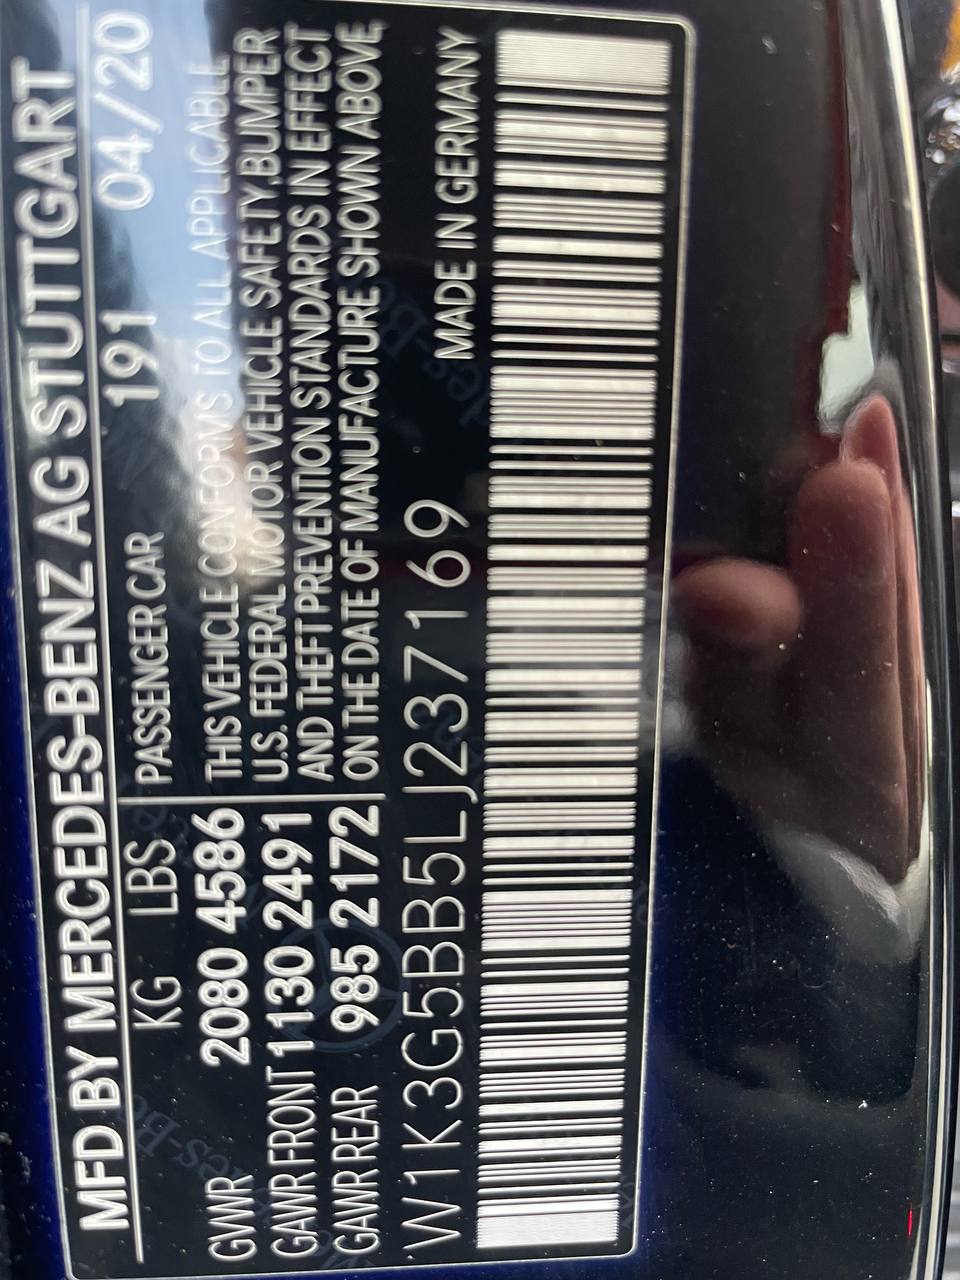 MFD BY MERCEDES-BENZ AG STUTTGART
KG LBS PASSENGER CAR 191 04/20
GVWR 2080 4586 THIS VEHICLE CONFORMS TO ALL APPLICABLE
GAWR FRONT 1130 2491 U.S. FEDERAL MOTOR VEHICLE SAFETY,BUMPER
AND THEFT PREVENTION STANDARDS IN EFFECT
GAWR REAR 985 2172 ON THE DATE OF MANUFACTURE SHOWN ABOVE
W1K3G5BB5LJ237169 MADE IN GERMANY